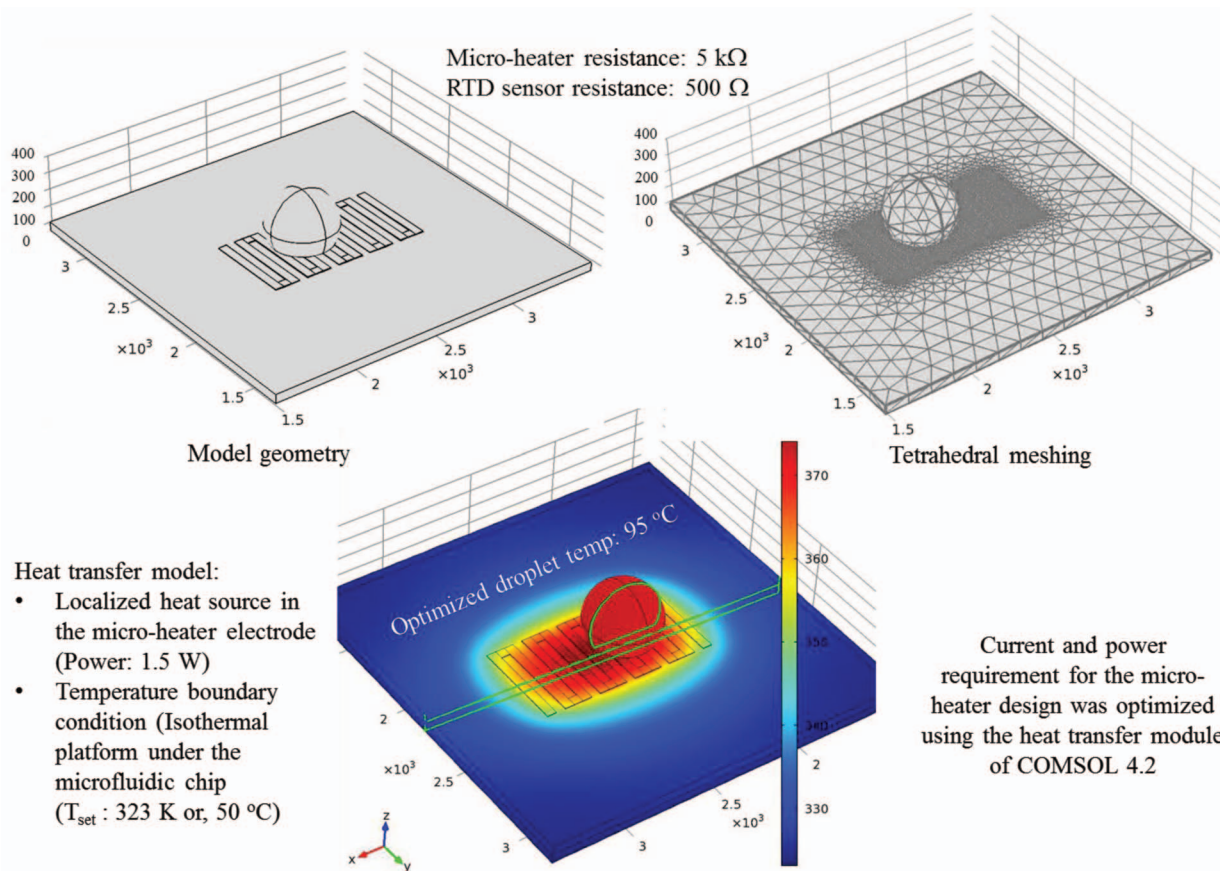 Micro-heater resistance: 5 kΩ
RTD sensor resistance: 500 Ω
400
300
200
100
0
3
2.5
×10³
2
1.5
1.5
2
×10³
2.5
3
Model geometry
400
300
200
100
0
3
2.5
×10³
2
1.5
1.5
2
×10³
2.5
3
Tetrahedral meshing
Optimized droplet temp: 95 °C
370
360
350
340
330
2
×10³
2.5
3
2
2.5
×10³
3
z
x
y
Heat transfer model:
• Localized heat source in
the micro-heater electrode
(Power: 1.5 W)
• Temperature boundary
condition (Isothermal
platform under the
microfluidic chip
(Tset : 323 K or, 50 °C)
Current and power
requirement for the micro-
heater design was optimized
using the heat transfer module
of COMSOL 4.2